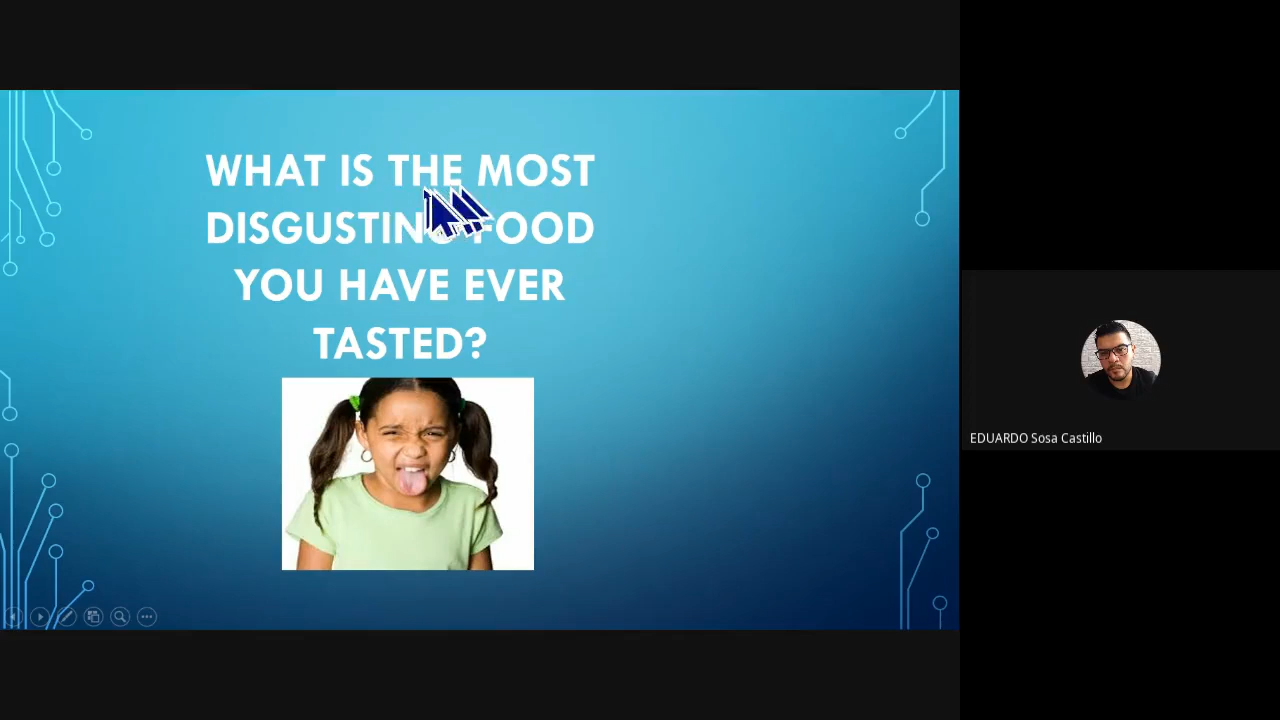 WHAT IS THE MOST
DISGUSTING FOOD
YOU HAVE EVER
TASTED?
EDUARDO Sosa Castillo